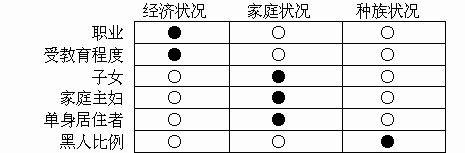 经济状况 家庭状况 种族状况
职业 ● ○ ○
受教育程度 ● ○ ○
子女 ○ ● ○
家庭主妇 ○ ● ○
单身居住者 ○ ● ○
黑人比例 ○ ○ ●